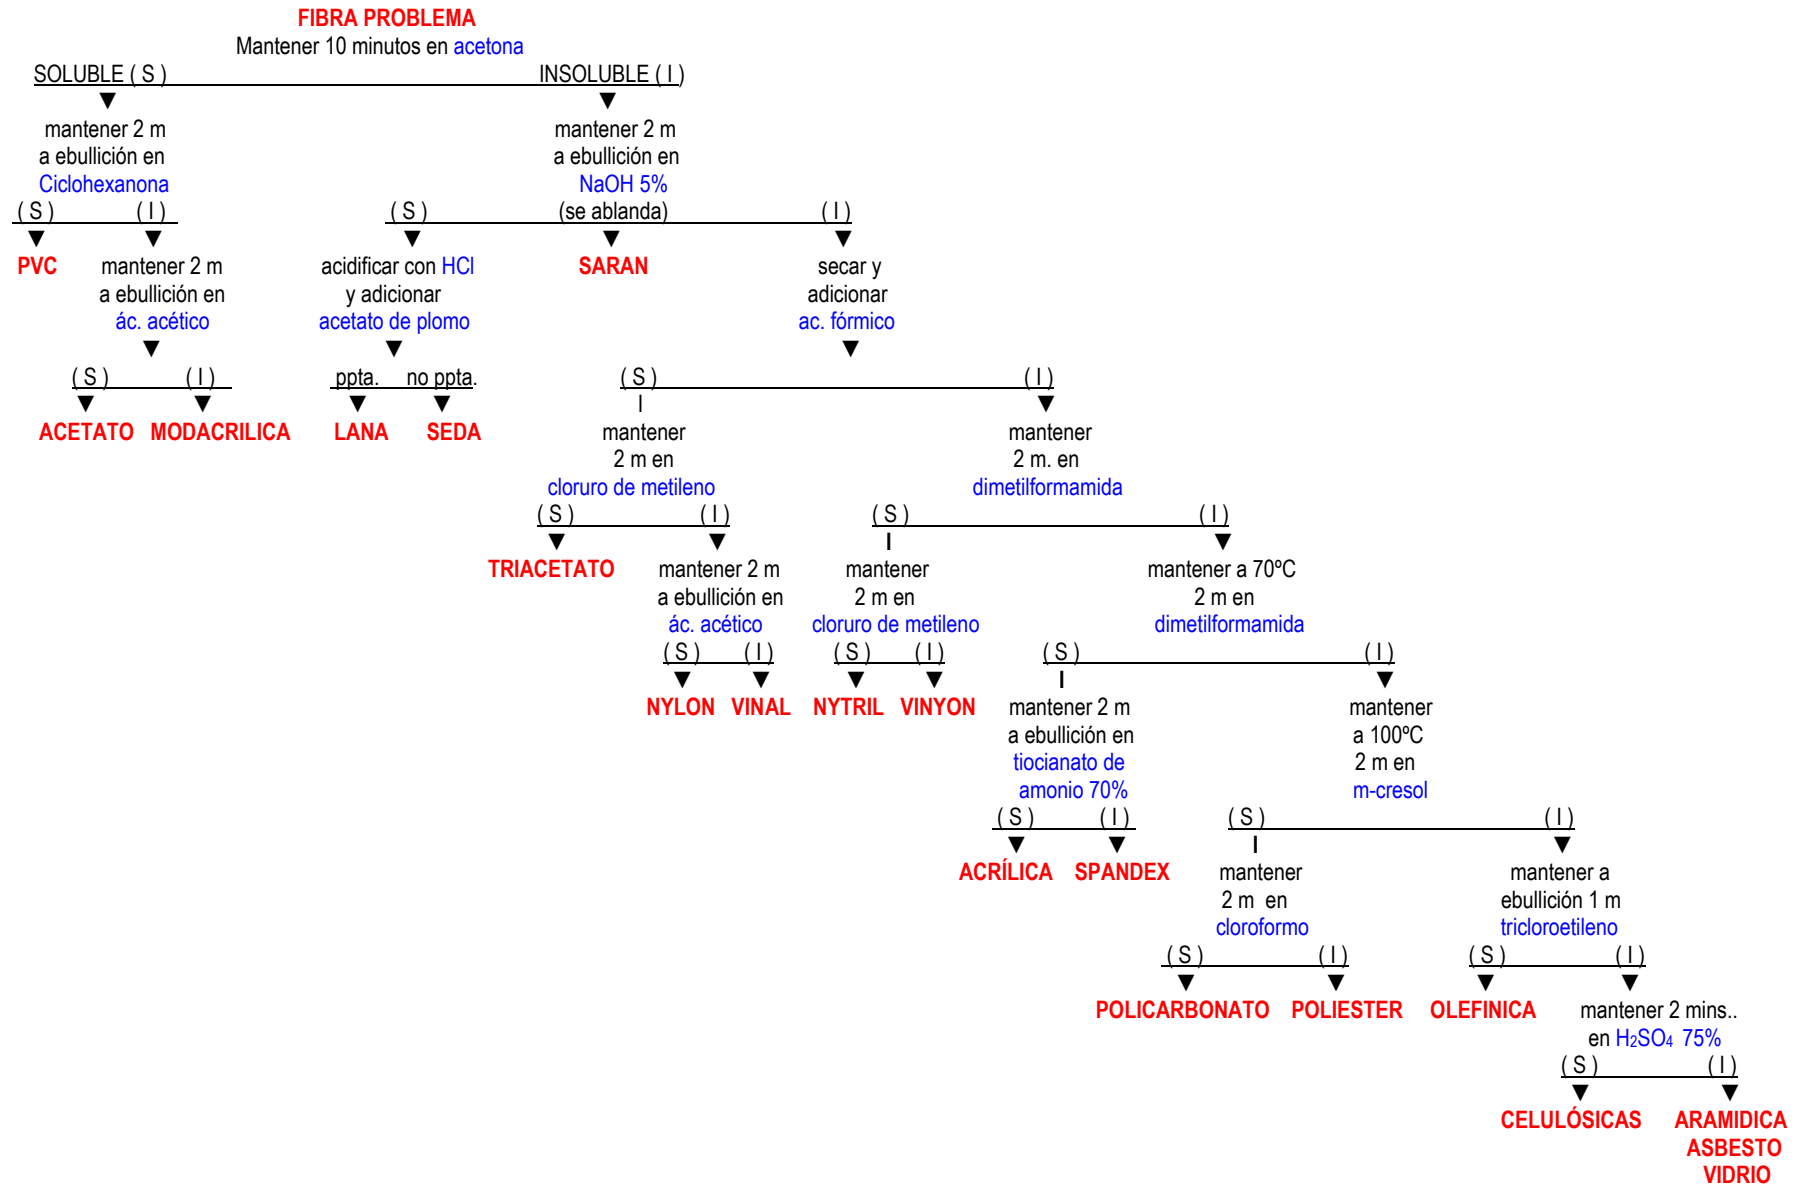 FIBRA PROBLEMA
Mantener 10 minutos en acetona
SOLUBLE ( S ) INSOLUBLE ( I )
mantener 2 m mantener 2 m
a ebullición en a ebullición en
Ciclohexanona NaOH 5%
( S ) ( I ) ( S ) (se ablanda) ( I )
PVC mantener 2 m acidificar con HCl SARAN secar y
a ebullición en y adicionar adicionar
ác. acético acetato de plomo ac. fórmico
( S ) ( I ) ppta. no ppta. ( S ) ( I )
ACETATO MODACRILICA LANA SEDA mantener mantener
2 m en 2 m. en
cloruro de metileno dimetilformamida
( S ) ( I ) ( S ) ( I )
TRIACETATO mantener 2 m mantener mantener a 70ºC
a ebullición en 2 m en 2 m en
ác. acético cloruro de metileno dimetilformamida
( S ) ( I ) ( S ) ( I ) ( S ) ( I )
NYLON VINAL NYTRIL VINYON mantener 2 m mantener
a ebullición en a 100ºC
tiocianato de 2 m en
amonio 70% m-cresol
( S ) ( I ) ( S ) ( I )
ACRÍLICA SPANDEX mantener mantener a
2 m en ebullición 1 m
cloroformo tricloroetileno
( S ) ( I ) ( S ) ( I )
POLICARBONATO POLIESTER OLEFINICA mantener 2 mins..
en H₂SO₄ 75%
( S ) ( I )
CELULÓSICAS ARAMIDICA
ASBESTO
VIDRIO